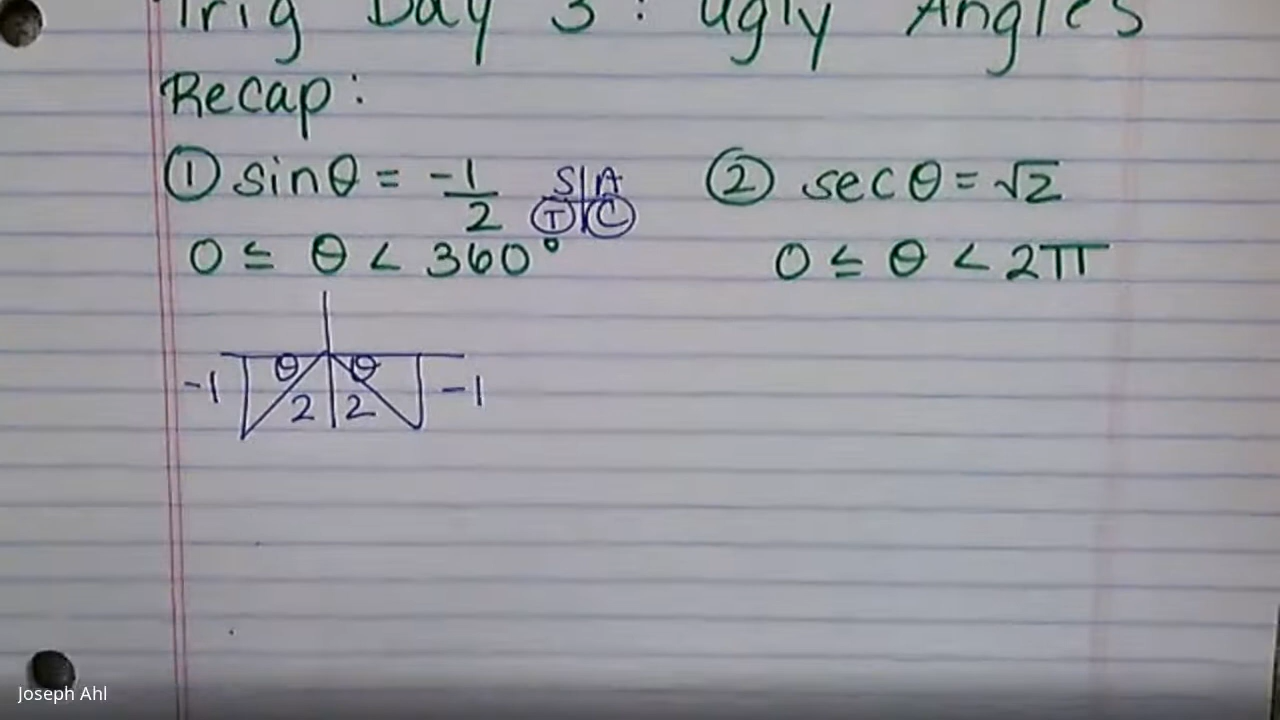 Trig Day 3: Ugly Angles
Recap:
① sinθ = -1/2
S A
T C
② sec θ = √2
0 ≤ θ < 360°
0 ≤ θ < 2π
-1 θ θ -1
2 2
Joseph Ahl